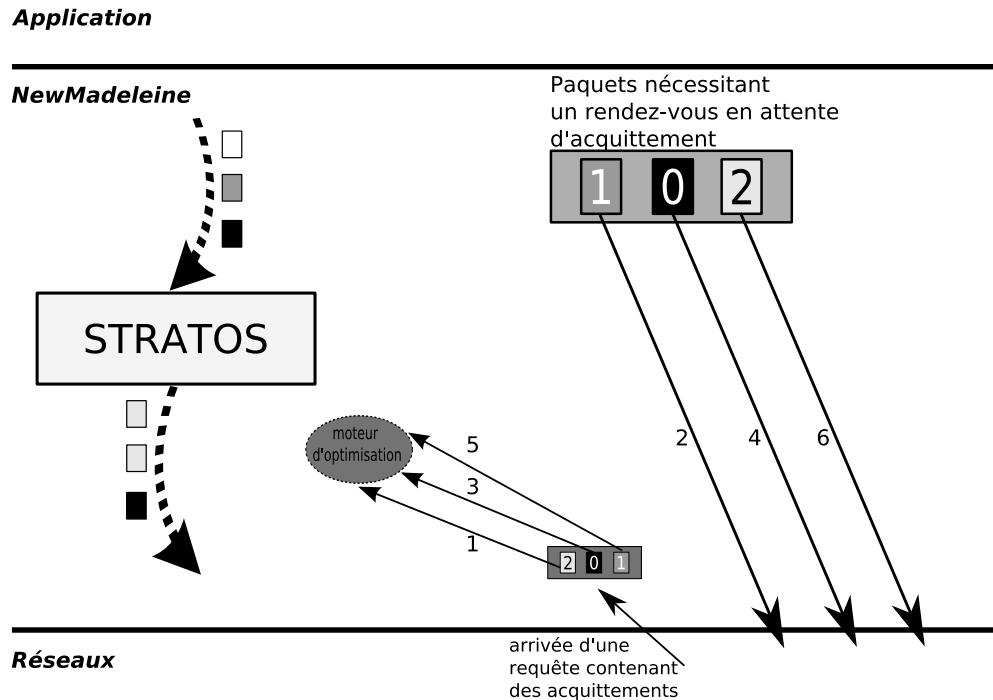 Application
NewMadeleine
Paquets nécessitant
un rendez-vous en attente
d'acquittement
1 0 2
STRATOS
moteur
d'optimisation
5
3
1
2 4 6
2 0 1
arrivée d'une
requête contenant
des acquittements
Réseaux